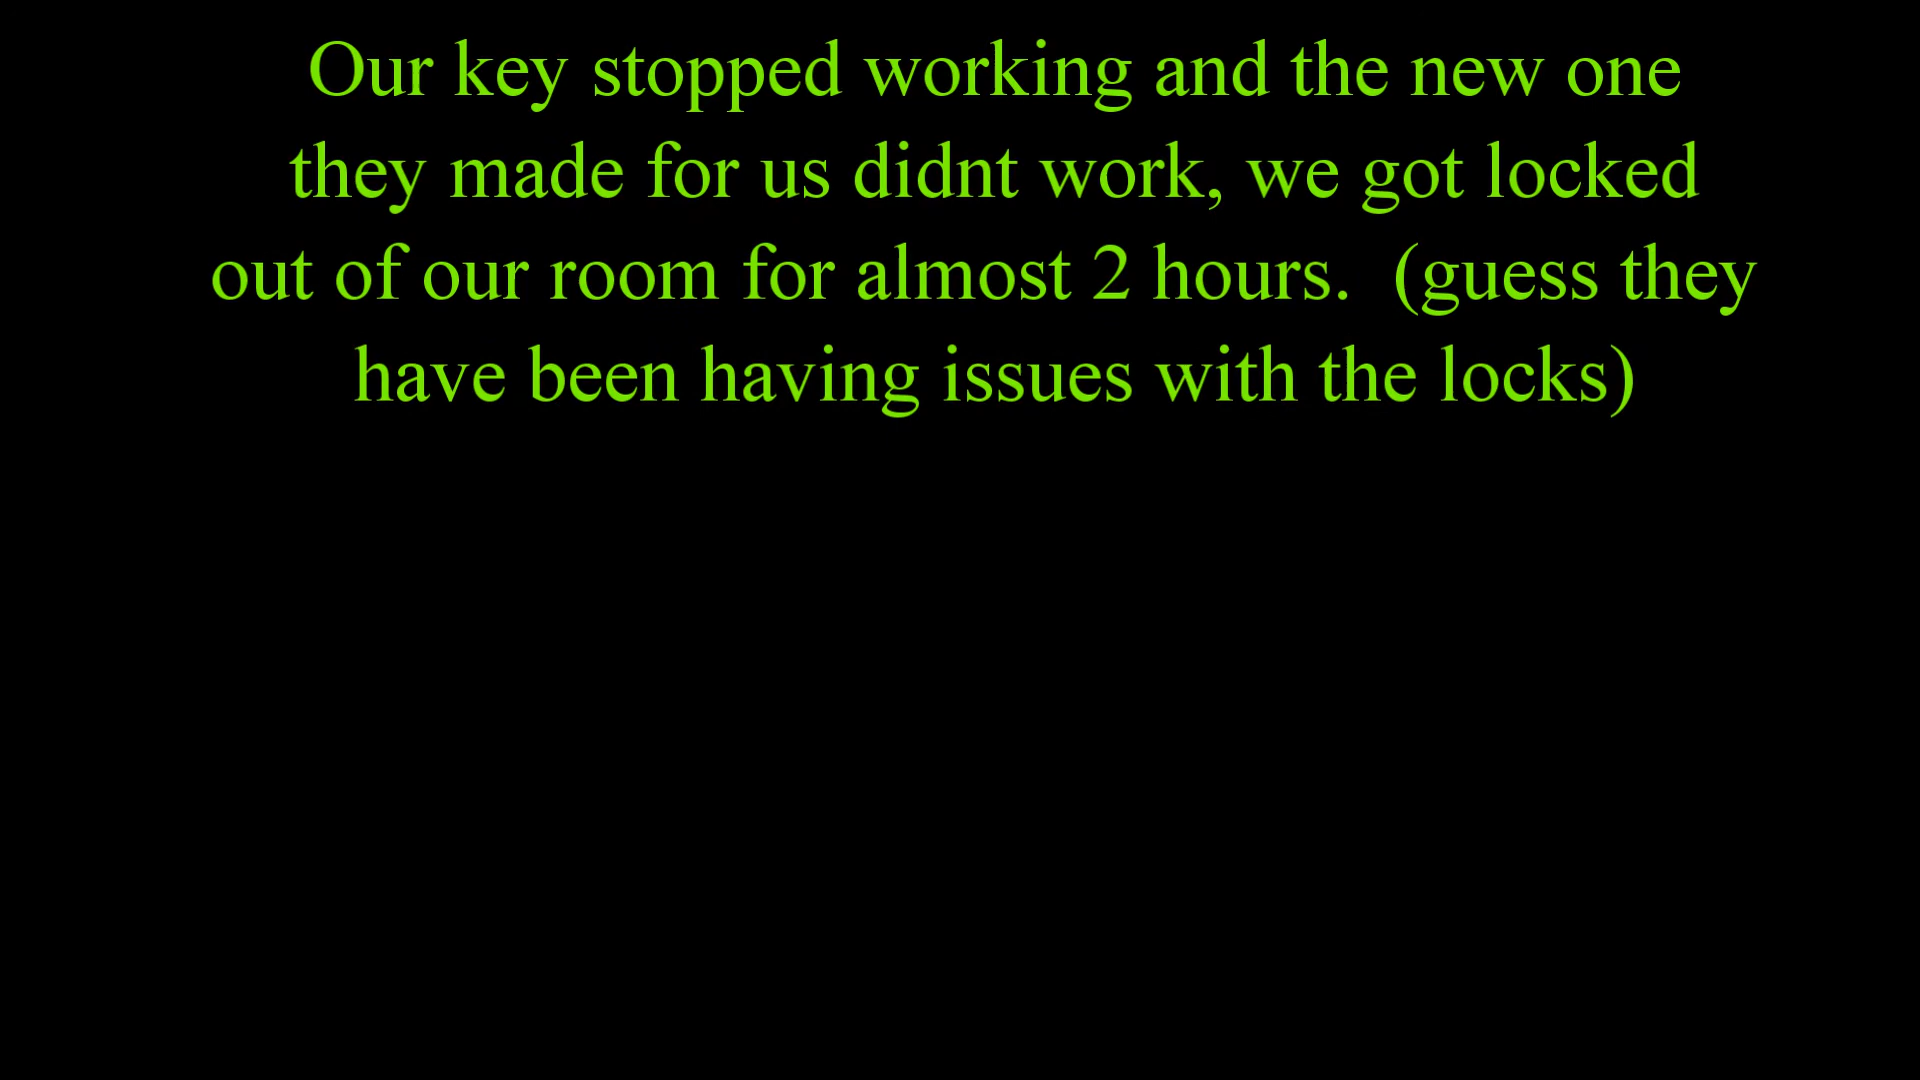 Our key stopped working and the new one
they made for us didnt work, we got locked
out of our room for almost 2 hours.  (guess they
have been having issues with the locks)